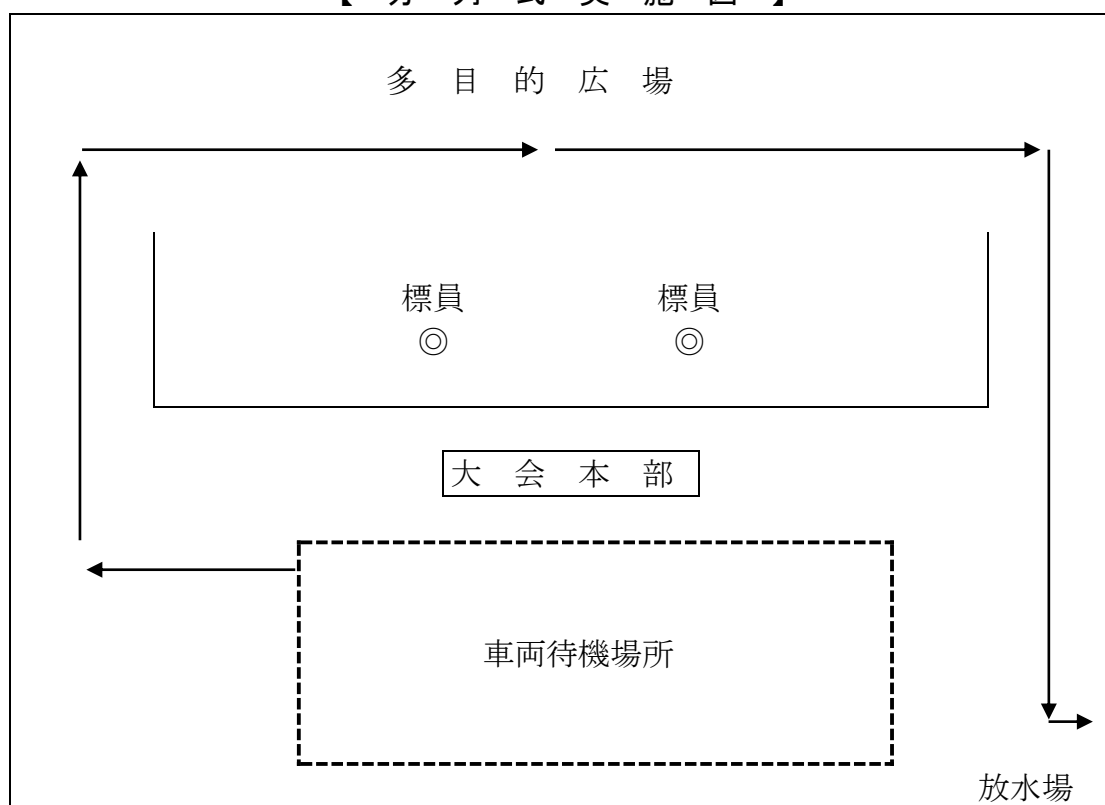 多 目 的 広 場
標員 標員
◎ ◎
大 会 本 部
車両待機場所
放水場